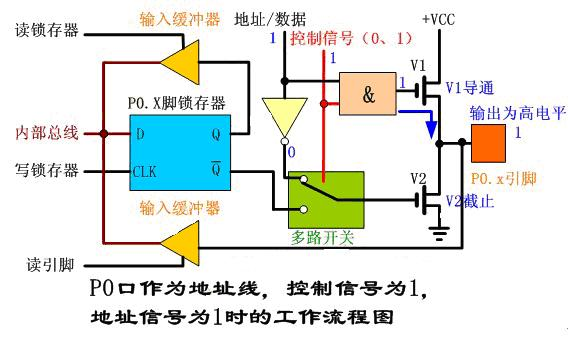 读锁存器
输入缓冲器
地址/数据
1
控制信号（0、1）
1
+VCC
V1
V1导通
&
1
P0.X脚锁存器
输出为高电平
1
内部总线
D
Q
0
写锁存器
CLK
Q
P0.x引脚
V2
V2截止
输入缓冲器
多路开关
读引脚
P0口作为地址线，控制信号为1，
地址信号为1时的工作流程图